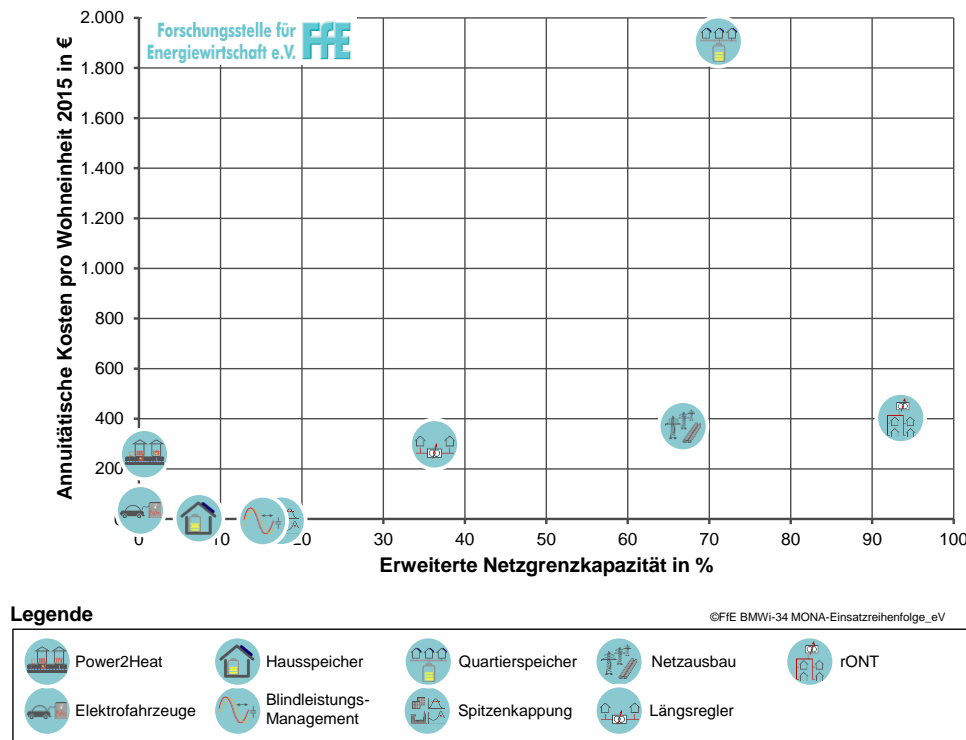 Forschungsstelle für
Energiewirtschaft e.V.
FfE
Annuitätische Kosten pro Wohneinheit 2015 in €
2.000
1.800
1.600
1.400
1.200
1.000
800
600
400
200
0
0
10
20
30
40
50
60
70
80
90
100
Erweiterte Netzgrenzkapazität in %
Legende
©FfE BMWi-34 MONA-Einsatzreihenfolge_eV
Power2Heat
Hausspeicher
Quartierspeicher
Netzausbau
rONT
Elektrofahrzeuge
Blindleistungs-
Management
Spitzenkappung
Längsregler